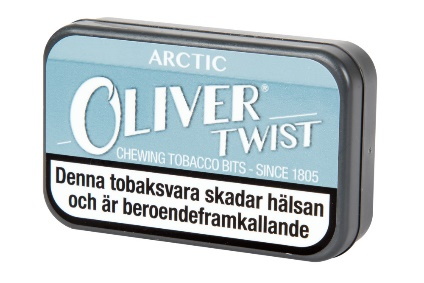 ARCTIC
OLIVER®
TWIST
CHEWING TOBACCO BITS - SINCE 1805
Denna tobaksvara skadar hälsan
och är beroendeframkallande